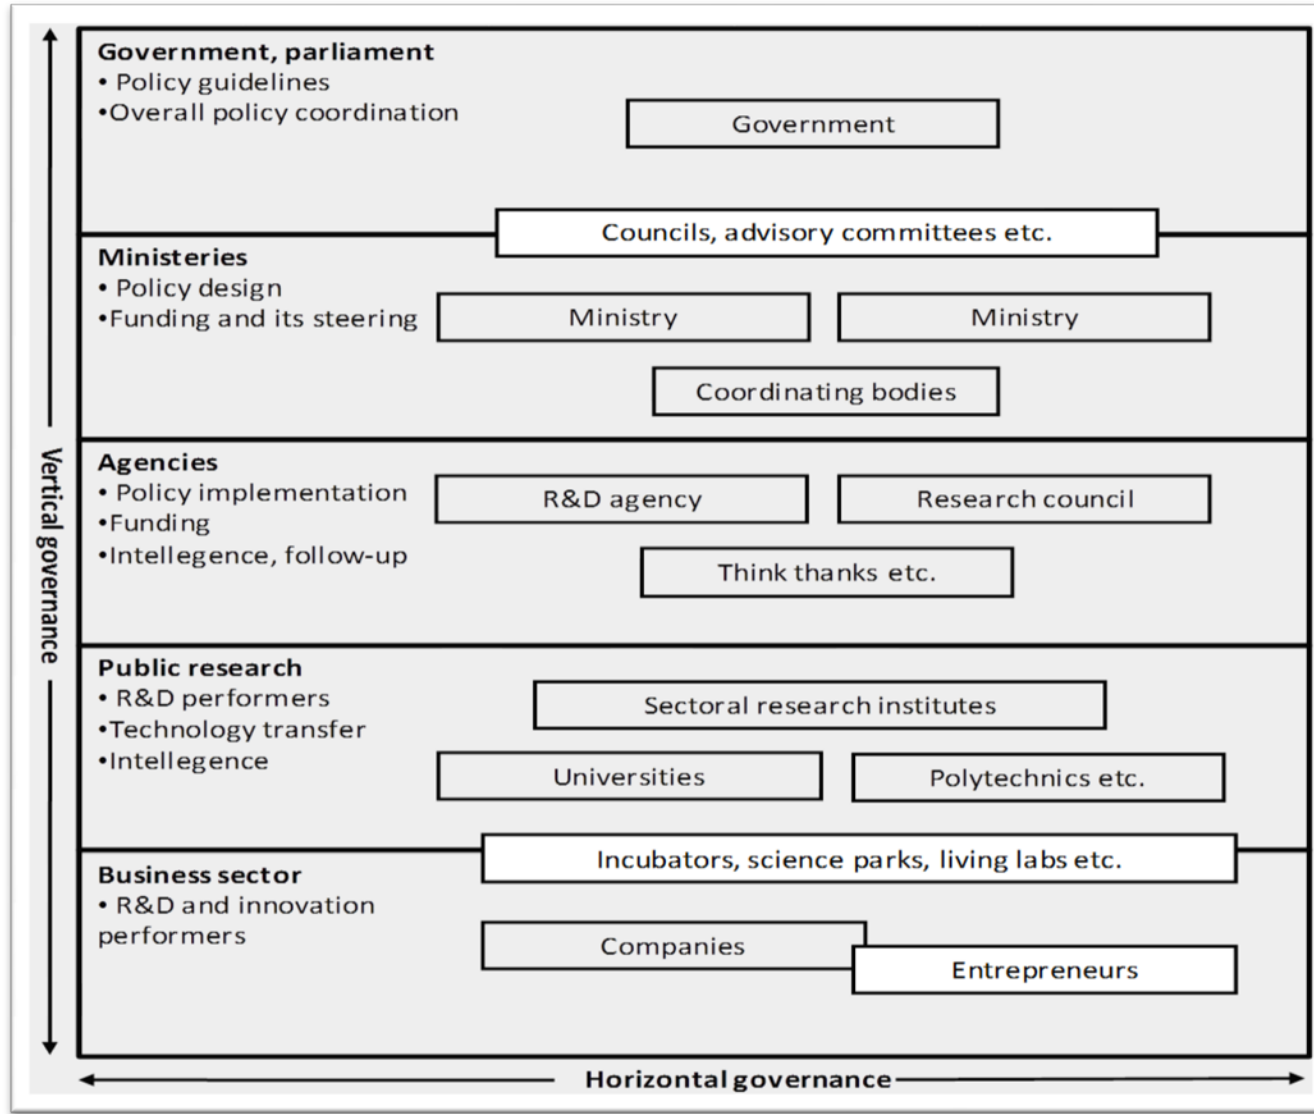 Government, parliament
• Policy guidelines
•Overall policy coordination
Government
Councils, advisory committees etc.
Ministeries
• Policy design
•Funding and its steering
Ministry
Ministry
Coordinating bodies
Agencies
• Policy implementation
•Funding
•Intellegence, follow-up
R&D agency
Research council
Think thanks etc.
Public research
• R&D performers
•Technology transfer
•Intellegence
Sectoral research institutes
Universities
Polytechnics etc.
Incubators, science parks, living labs etc.
Business sector
• R&D and innovation
performers
Companies
Entrepreneurs
Vertical governance
Horizontal governance